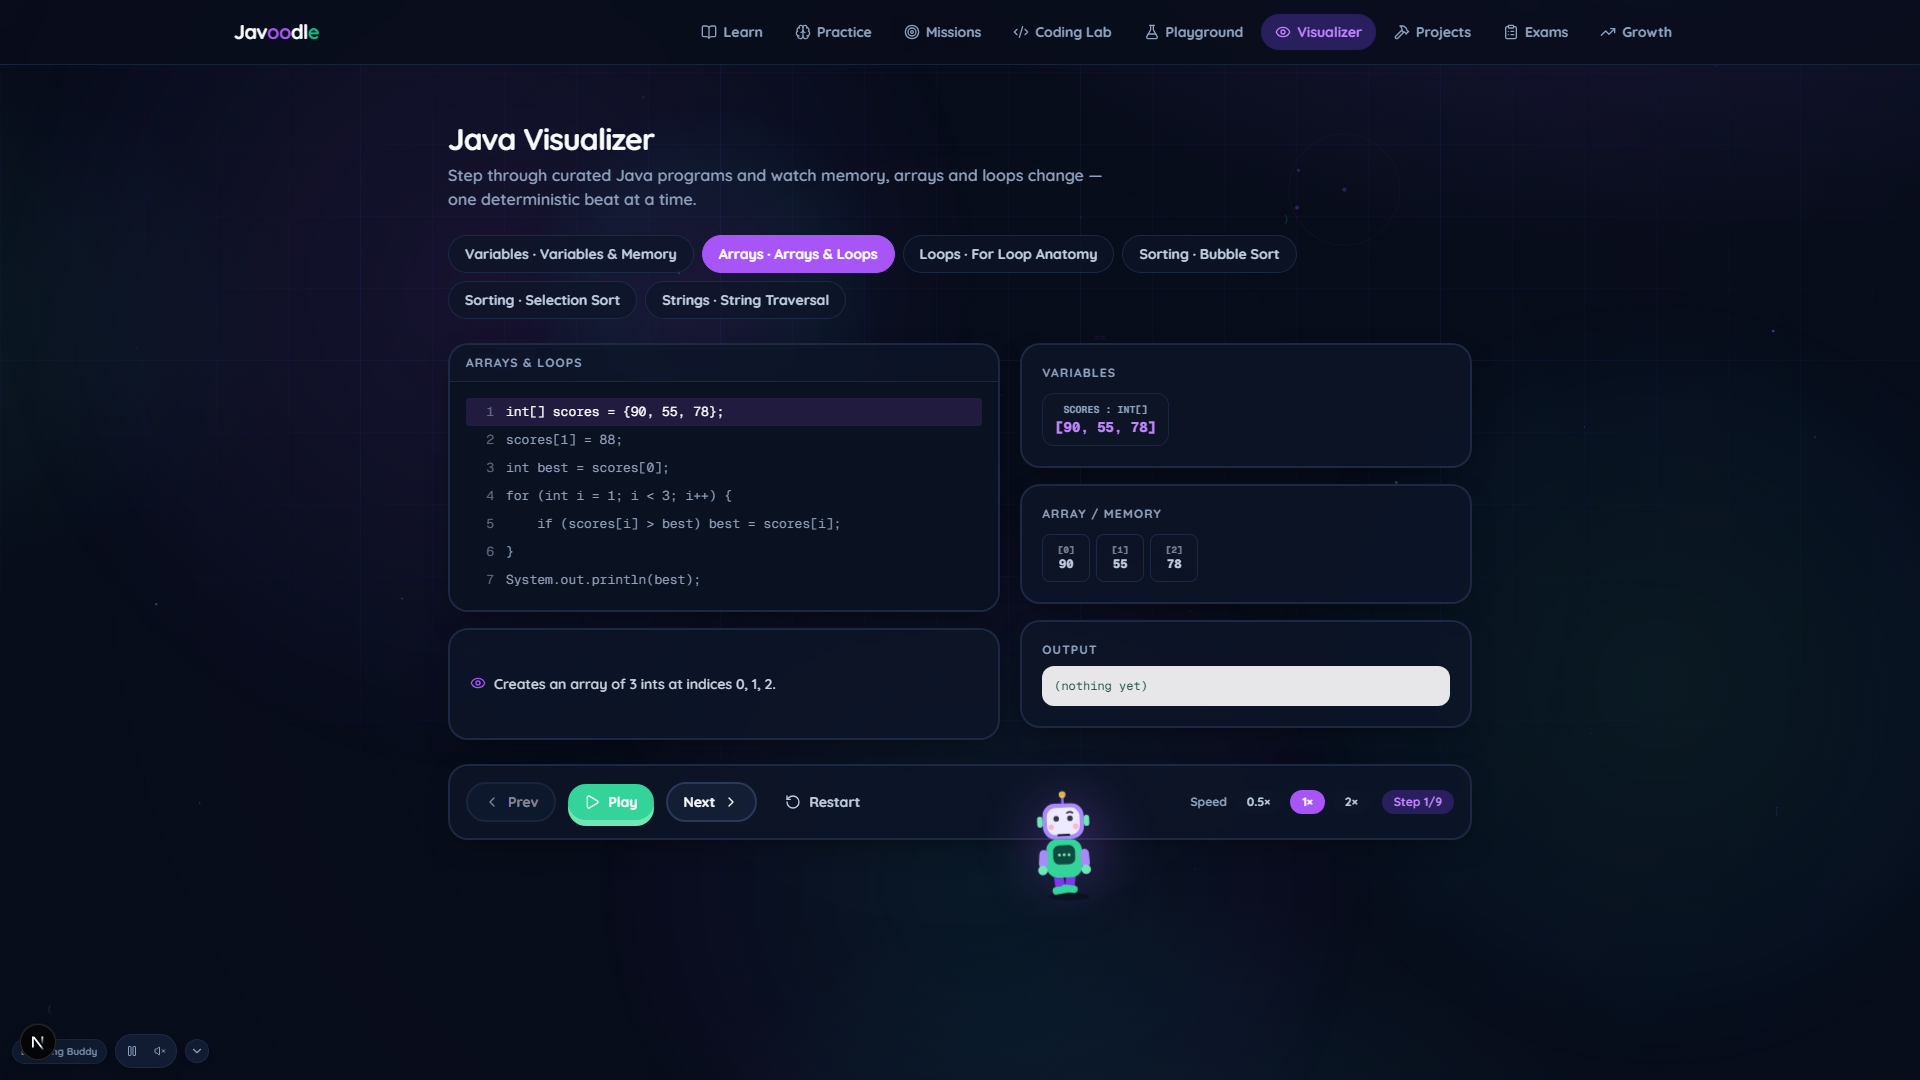 Javoodle
Learn
Practice
Missions
Coding Lab
Playground
Visualizer
Projects
Exams
Growth
Java Visualizer
Step through curated Java programs and watch memory, arrays and loops change —
one deterministic beat at a time.
Variables · Variables & Memory
Arrays · Arrays & Loops
Loops · For Loop Anatomy
Sorting · Bubble Sort
Sorting · Selection Sort
Strings · String Traversal
ARRAYS & LOOPS
1 int[] scores = {90, 55, 78};
2 scores[1] = 88;
3 int best = scores[0];
4 for (int i = 1; i < 3; i++) {
5 if (scores[i] > best) best = scores[i];
6 }
7 System.out.println(best);
Creates an array of 3 ints at indices 0, 1, 2.
VARIABLES
SCORES : INT[]
[90, 55, 78]
ARRAY / MEMORY
[0] [1] [2]
90 55 78
OUTPUT
(nothing yet)
Prev
Play
Next
Restart
Speed
0.5×
1×
2×
Step 1/9
N
Buddy